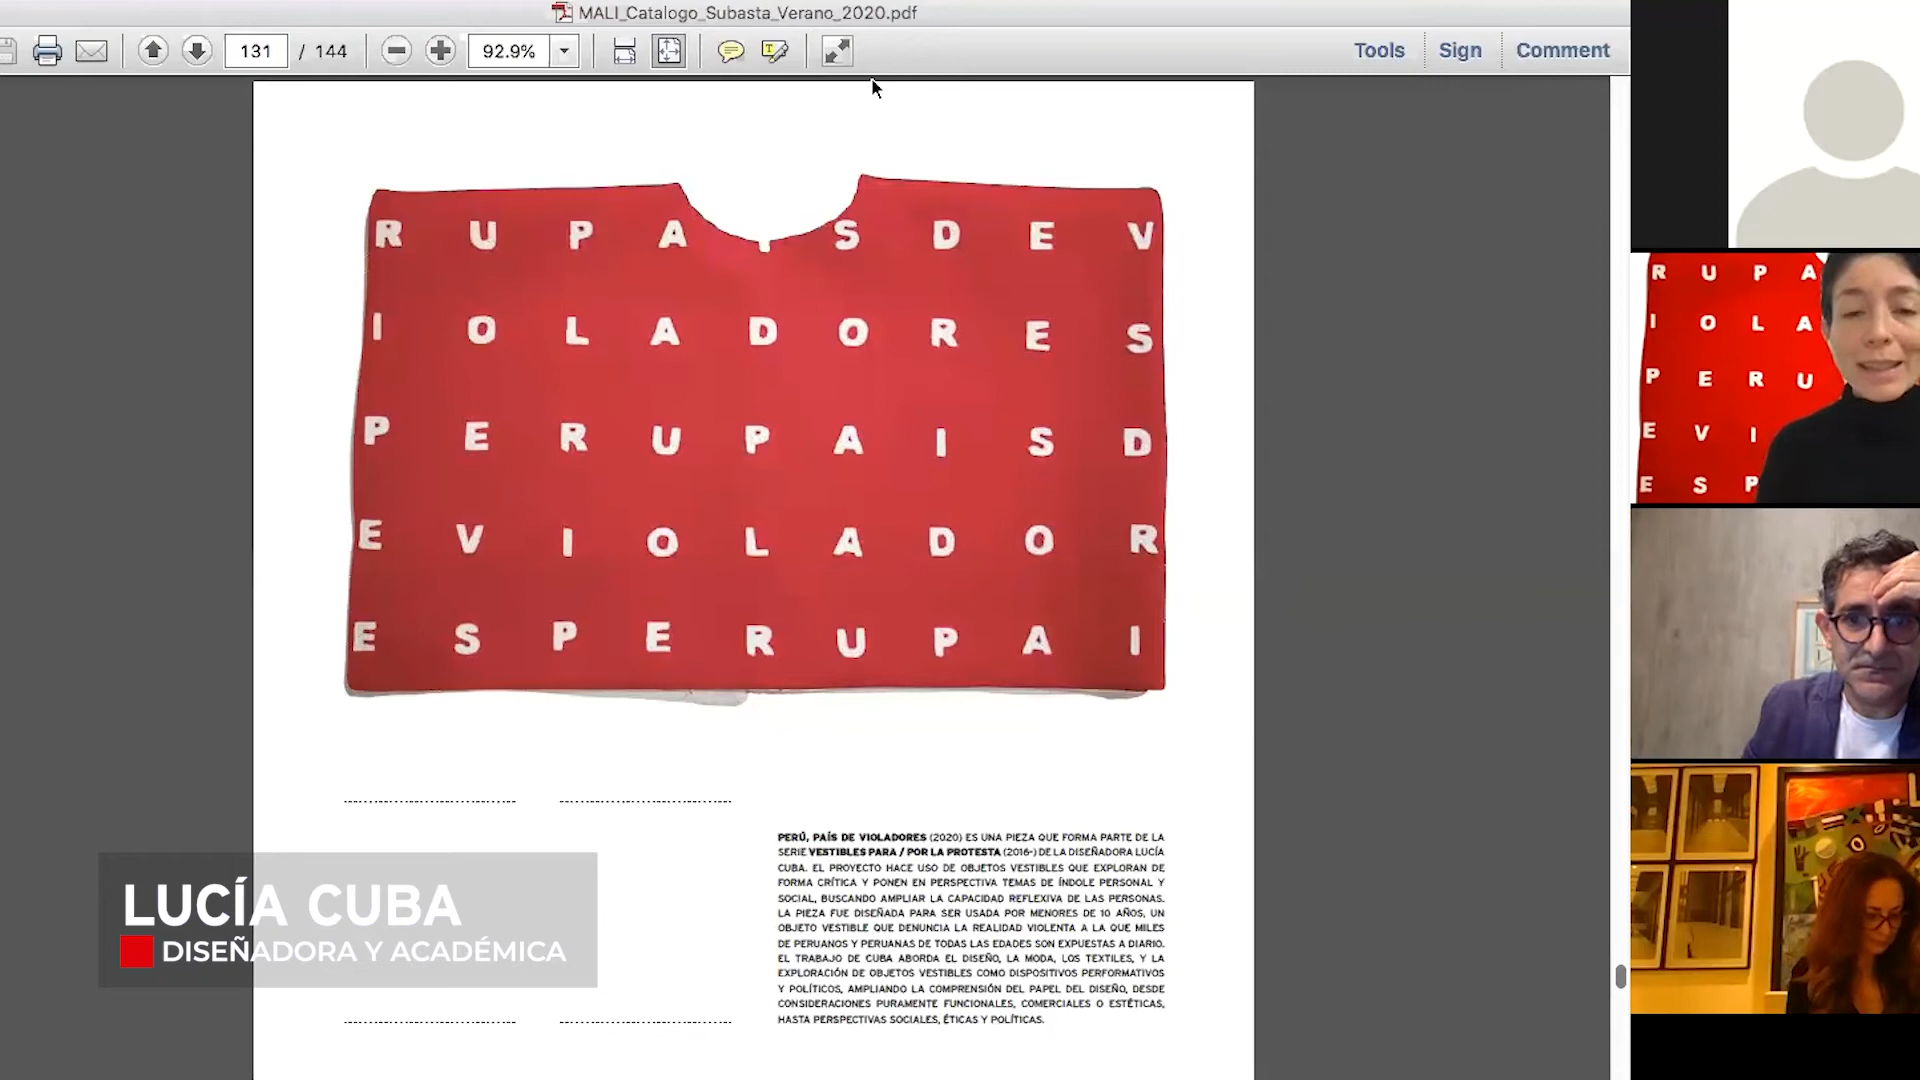 MALI_Catalogo_Subasta_Verano_2020.pdf
131 / 144 92.9% Tools Sign Comment
R U P A S D E V
I O L A D O R E S
P E R U P A I S D
E V I O L A D O R
E S P E R U P A I
PERÚ, PAÍS DE VIOLADORES (2020) ES UNA PIEZA QUE FORMA PARTE DE LA
SERIE VESTIBLES PARA / POR LA PROTESTA (2016-) DE LA DISEÑADORA LUCÍA
CUBA. EL PROYECTO HACE USO DE OBJETOS VESTIBLES QUE EXPLORAN DE
FORMA CRÍTICA Y PONEN EN PERSPECTIVA TEMAS DE ÍNDOLE PERSONAL Y
SOCIAL, BUSCANDO AMPLIAR LA CAPACIDAD REFLEXIVA DE LAS PERSONAS.
LA PIEZA FUE DISEÑADA PARA SER USADA POR MENORES DE 10 AÑOS, UN
OBJETO VESTIBLE QUE DENUNCIA LA REALIDAD VIOLENTA A LA QUE MILES
DE PERUANOS Y PERUANAS DE TODAS LAS EDADES SON EXPUESTAS A DIARIO.
EL TRABAJO DE CUBA ABORDA EL DISEÑO, LA MODA, LOS TEXTILES, Y LA
EXPLORACIÓN DE OBJETOS VESTIBLES COMO DISPOSITIVOS PERFORMATIVOS
Y POLÍTICOS, AMPLIANDO LA COMPRENSIÓN DEL PAPEL DEL DISEÑO, DESDE
CONSIDERACIONES PURAMENTE FUNCIONALES, COMERCIALES O ESTÉTICAS,
HASTA PERSPECTIVAS SOCIALES, ÉTICAS Y POLÍTICAS.
LUCÍA CUBA
DISEÑADORA Y ACADÉMICA
R U P A
I O L A
P E R U
E V I
E S P